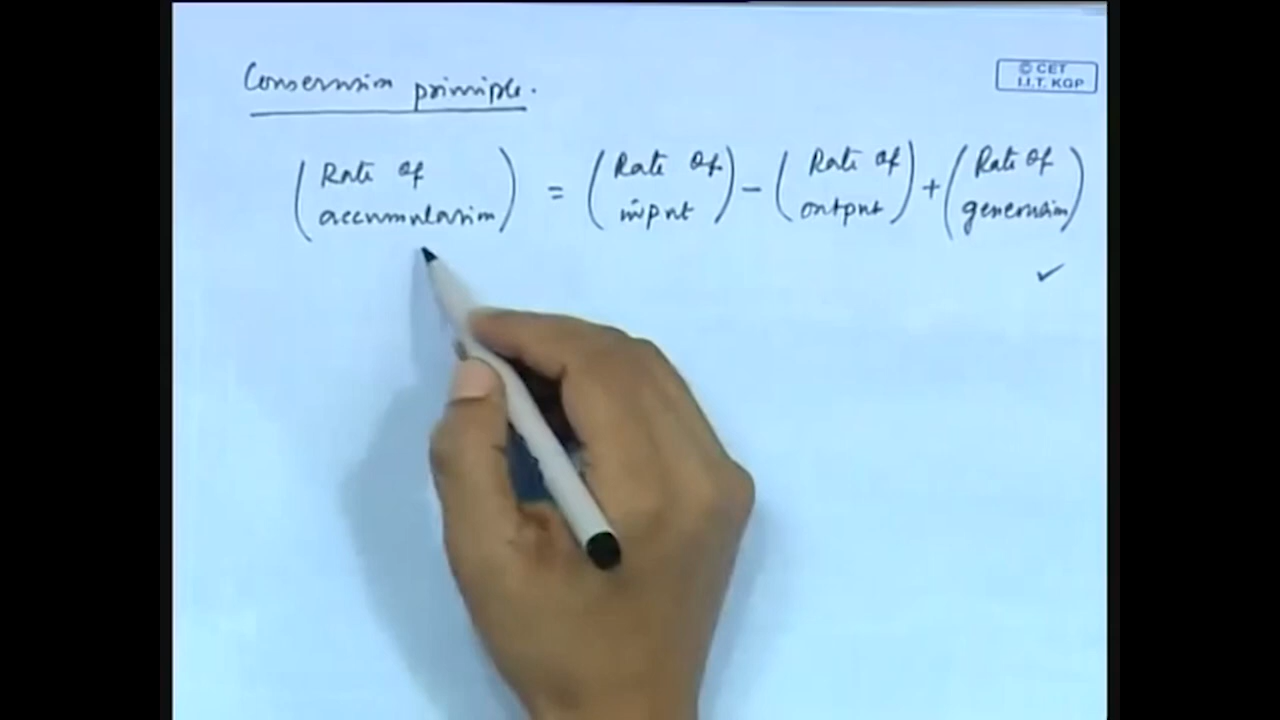 Conservation principle.
© CET
I.I.T. KGP
(Rate of accumulation) = (Rate of input) - (Rate of output) + (Rate of generation) ✓